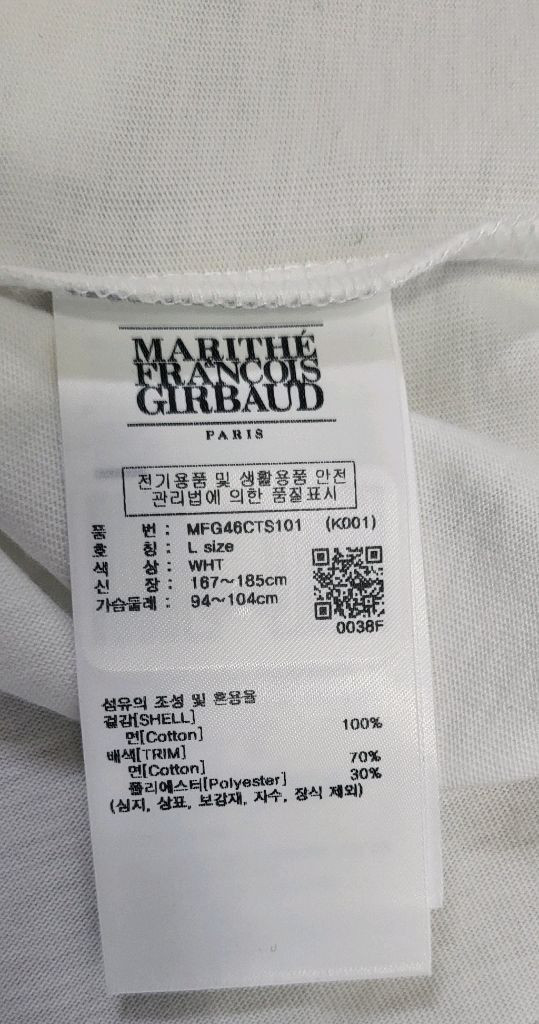 MARITHÉ
FRANCOIS
GIRBAUD
PARIS
전기용품 및 생활용품 안전
관리법에 의한 품질표시
품 번 : MFG46CTS101 (K001)
호 칭 : L size
색 상 : WHT
신 장 : 167~185cm
가슴둘레 : 94~104cm
0038F
섬유의 조성 및 혼용율
겉감[SHELL]
면[Cotton] 100%
배색[TRIM]
면[Cotton] 70%
폴리에스터[Polyester] 30%
(심지, 상표, 보강재, 자수, 장식 제외)